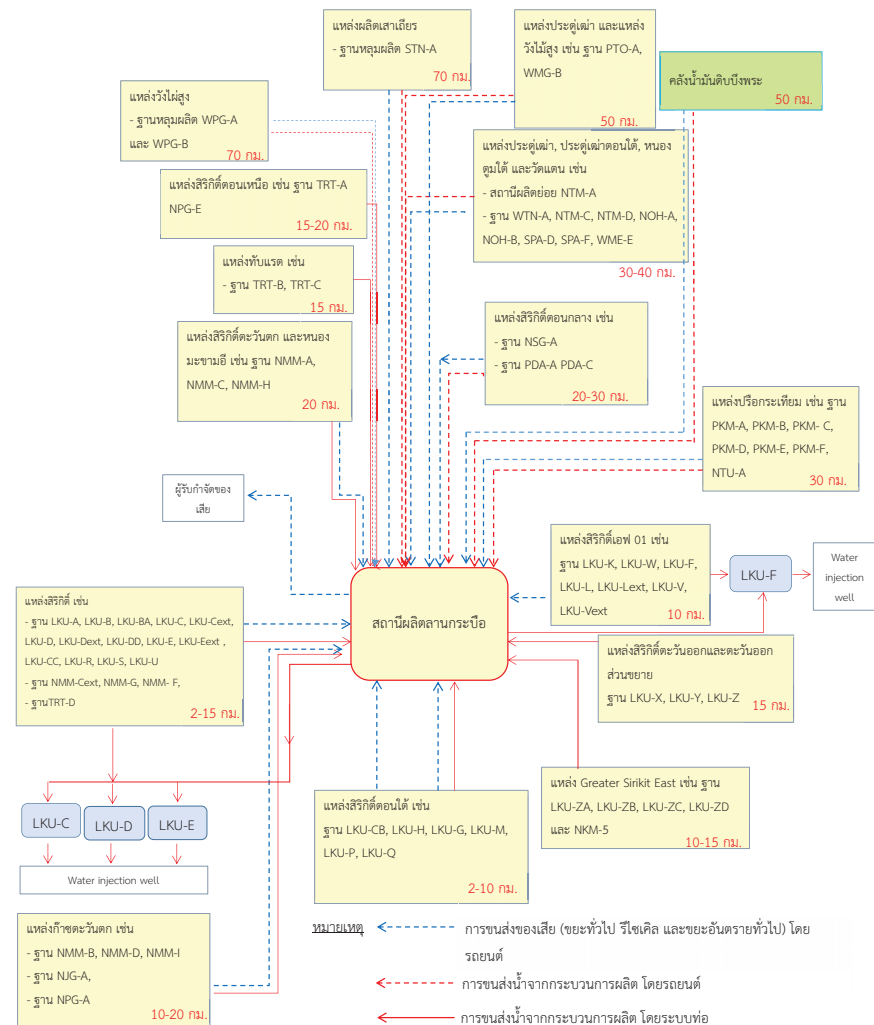 แหล่งผลิตเสาเถียร
- ฐานหลุมผลิต STN-A
70 กม.
แหล่งประดู่เฒ่า และแหล่ง
วังไม้สูง เช่น ฐาน PTO-A,
WMG-B
50 กม.
คลังน้ำมันดิบบึงพระ
50 กม.
แหล่งวังไผ่สูง
- ฐานหลุมผลิต WPG-A
และ WPG-B
70 กม.
แหล่งประดู่เฒ่า, ประดู่เฒ่าตอนใต้, หนอง
ตูมใต้ และวัดแตน เช่น
- สถานีผลิตย่อย NTM-A
- ฐาน WTN-A, NTM-C, NTM-D, NOH-A,
NOH-B, SPA-D, SPA-F, WME-E
30-40 กม.
แหล่งสิริกิติ์ตอนเหนือ เช่น ฐาน TRT-A
NPG-E
15-20 กม.
แหล่งทับแรต เช่น
- ฐาน TRT-B, TRT-C
15 กม.
แหล่งสิริกิติ์ตะวันตก และหนอง
มะขามอี เช่น ฐาน NMM-A,
NMM-C, NMM-H
20 กม.
แหล่งสิริกิติ์ตอนกลาง เช่น
- ฐาน NSG-A
- ฐาน PDA-A PDA-C
20-30 กม.
แหล่งปรือกระเทียม เช่น ฐาน
PKM-A, PKM-B, PKM- C,
PKM-D, PKM-E, PKM-F,
NTU-A
30 กม.
ผู้รับกำจัดของ
เสีย
แหล่งสิริกิติ์เอฟ 01 เช่น
ฐาน LKU-K, LKU-W, LKU-F,
LKU-L, LKU-Lext, LKU-V,
LKU-Vext
10 กม.
LKU-F
Water
injection
well
สถานีผลิตลานกระบือ
แหล่งสิริกิติ์ เช่น
- ฐาน LKU-A, LKU-B, LKU-BA, LKU-C, LKU-Cext,
LKU-D, LKU-Dext, LKU-DD, LKU-E, LKU-Eext ,
LKU-CC, LKU-R, LKU-S, LKU-U
- ฐาน NMM-Cext, NMM-G, NMM- F,
- ฐานTRT-D
2-15 กม.
แหล่งสิริกิติ์ตะวันออกและตะวันออก
ส่วนขยาย
ฐาน LKU-X, LKU-Y, LKU-Z
15 กม.
แหล่ง Greater Sirikit East เช่น ฐาน
LKU-ZA, LKU-ZB, LKU-ZC, LKU-ZD
และ NKM-5
10-15 กม.
แหล่งสิริกิติ์ตอนใต้ เช่น
ฐาน LKU-CB, LKU-H, LKU-G, LKU-M,
LKU-P, LKU-Q
2-10 กม.
LKU-C
LKU-D
LKU-E
Water injection well
แหล่งก๊าซตะวันตก เช่น
- ฐาน NMM-B, NMM-D, NMM-I
- ฐาน NJG-A,
- ฐาน NPG-A
10-20 กม.
หมายเหตุ การขนส่งของเสีย (ขยะทั่วไป รีไซเคิล และขยะอันตรายทั่วไป) โดย
รถยนต์
การขนส่งน้ำจากกระบวนการผลิต โดยรถยนต์
การขนส่งน้ำจากกระบวนการผลิต โดยระบบท่อ